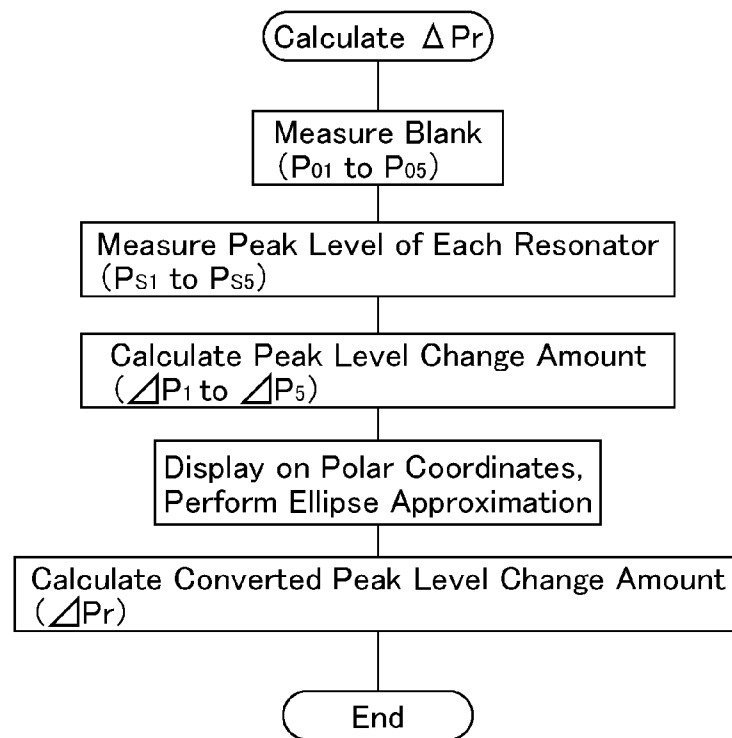 Calculate Δ Pr
Measure Blank
(P01 to P05)
Measure Peak Level of Each Resonator
(PS1 to PS5)
Calculate Peak Level Change Amount
(⊿P1 to ⊿P5)
Display on Polar Coordinates,
Perform Ellipse Approximation
Calculate Converted Peak Level Change Amount
(⊿Pr)
End